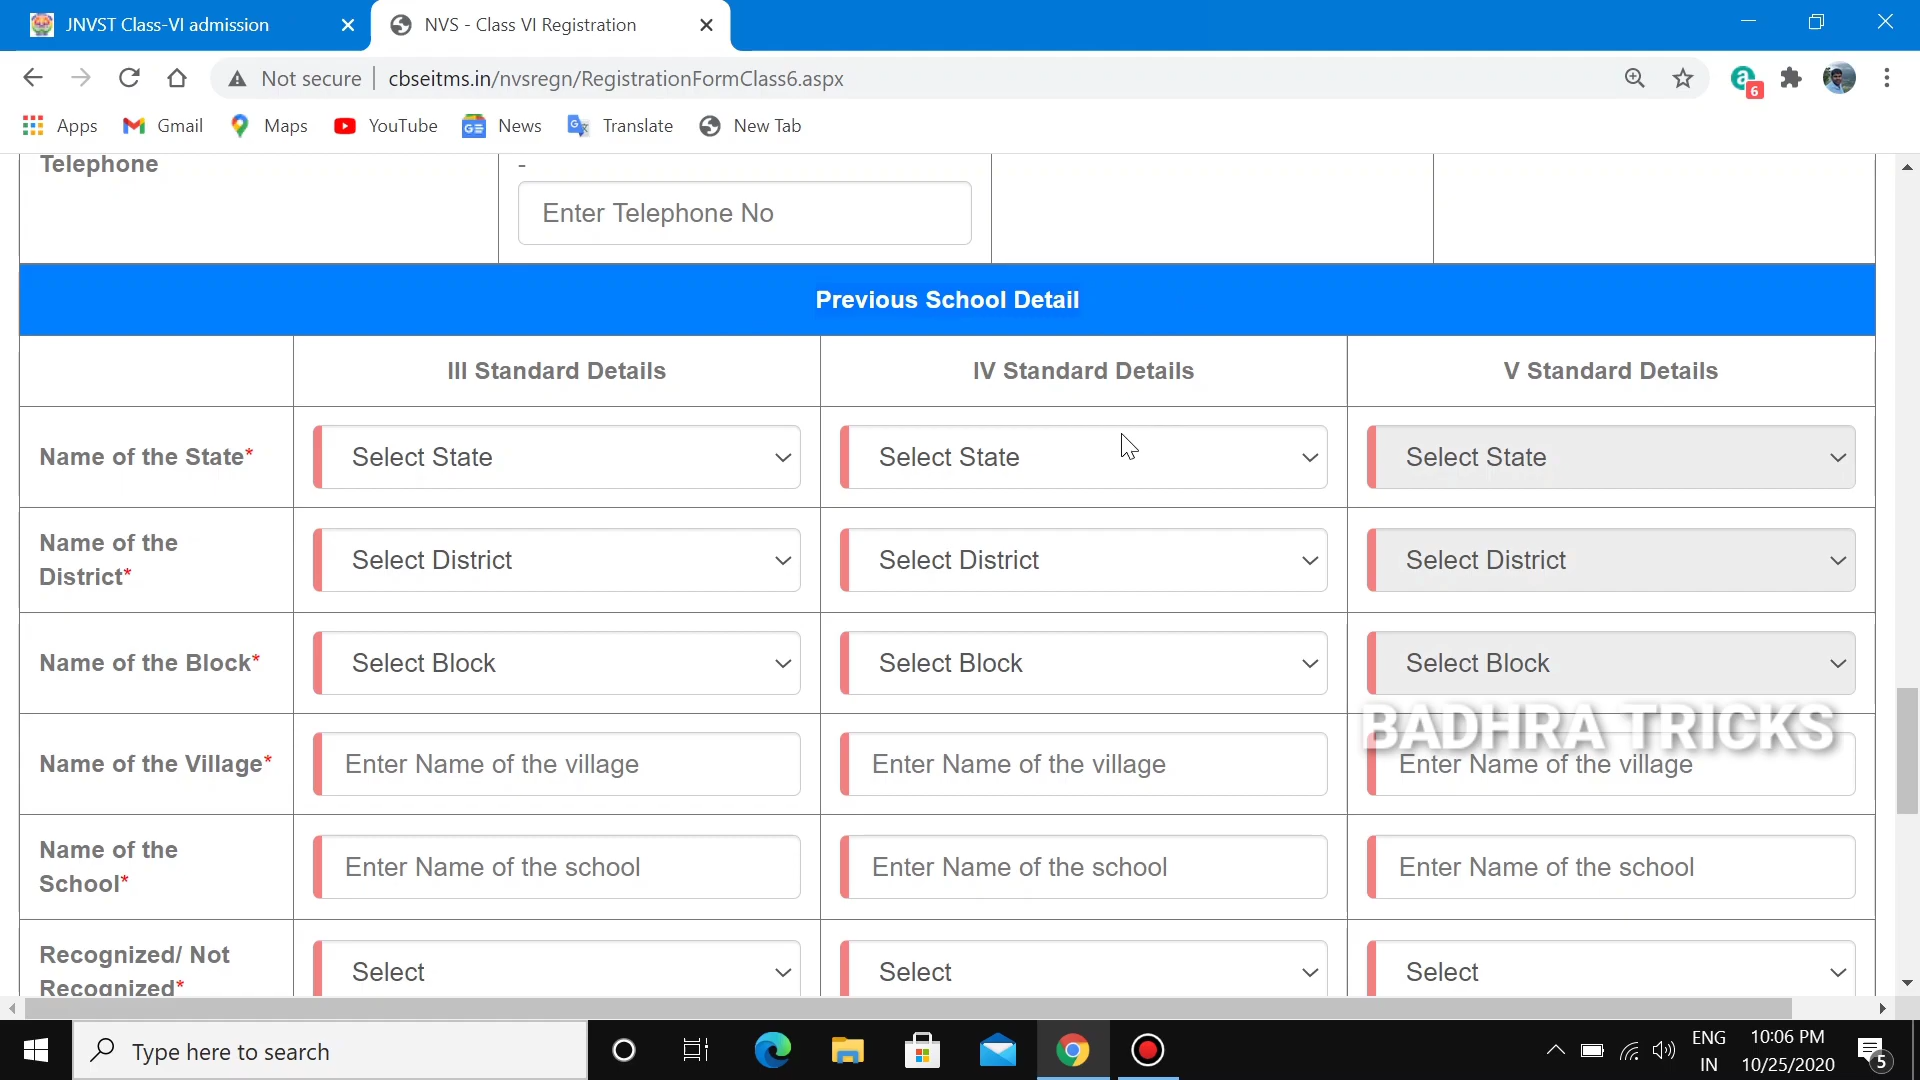 JNVST Class-VI admission
NVS - Class VI Registration
Not secure
cbseitms.in/nvsregn/RegistrationFormClass6.aspx
a
6
Apps
Gmail
Maps
YouTube
News
Translate
New Tab
Telephone
-
Enter Telephone No
Previous School Detail
III Standard Details
IV Standard Details
V Standard Details
Name of the State*
Select State
Select State
Select State
Name of the
District*
Select District
Select District
Select District
Name of the Block*
Select Block
Select Block
Select Block
BADHRA TRICKS
Name of the Village*
Enter Name of the village
Enter Name of the village
Enter Name of the village
Name of the
School*
Enter Name of the school
Enter Name of the school
Enter Name of the school
Recognized/ Not
Recognized*
Select
Select
Select
Type here to search
ENG
IN
10:06 PM
10/25/2020
5